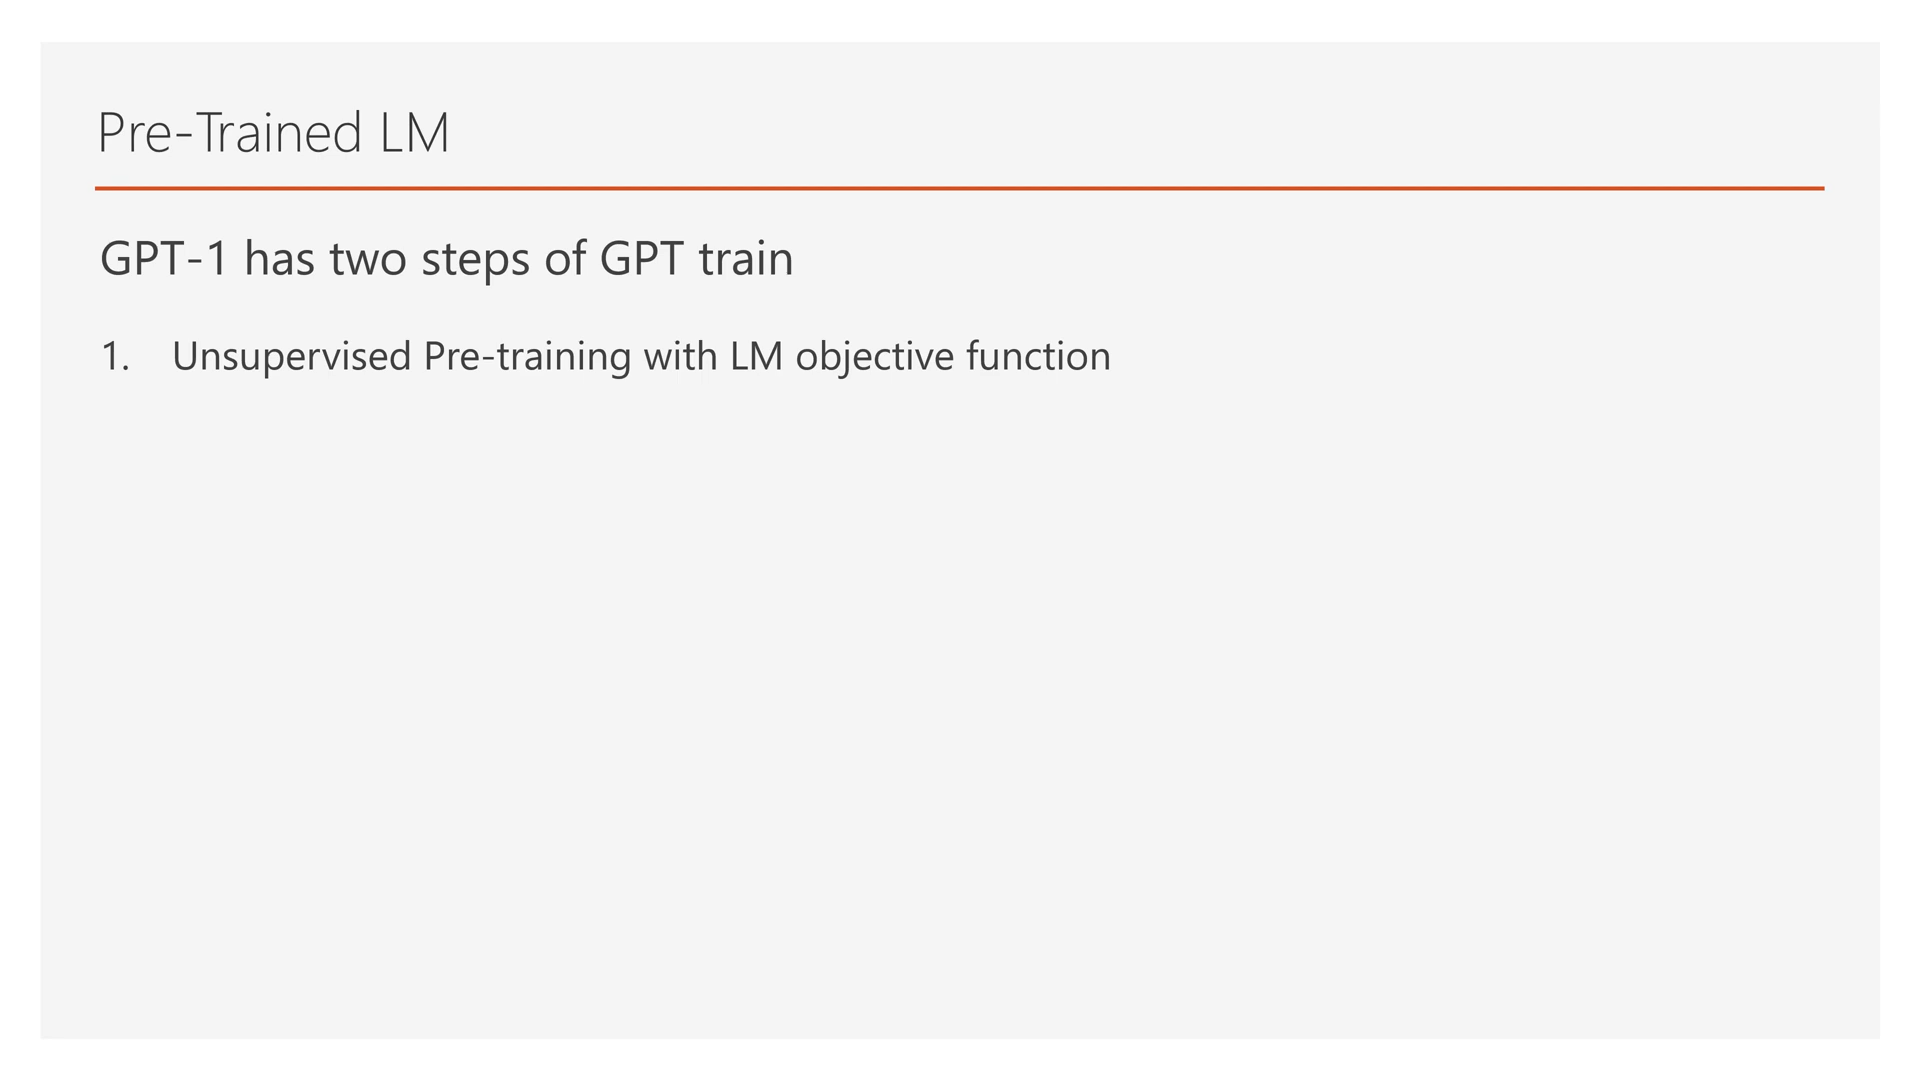 Pre-Trained LM
GPT-1 has two steps of GPT train
1. Unsupervised Pre-training with LM objective function